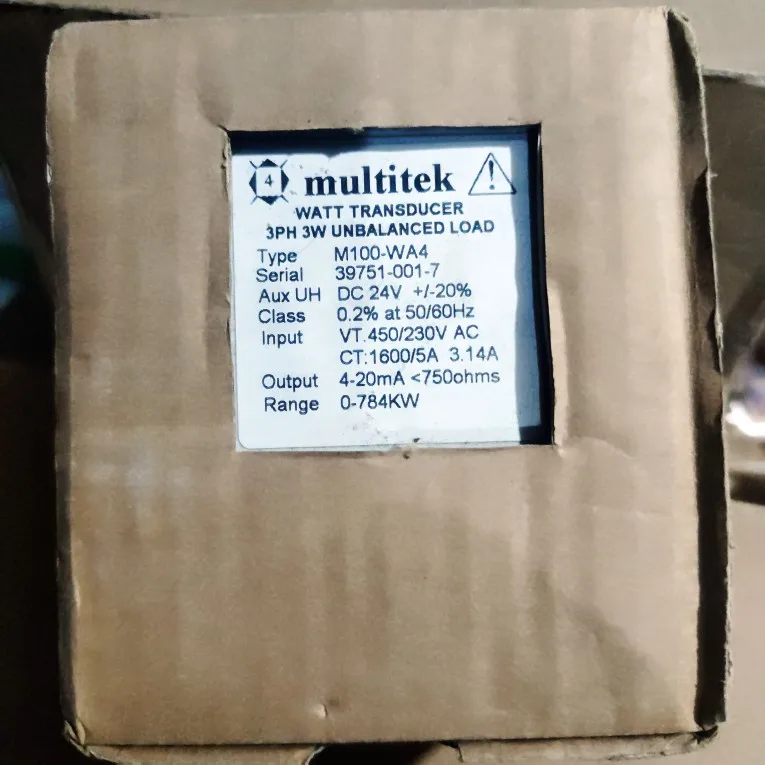 4 multitek
WATT TRANSDUCER
3PH 3W UNBALANCED LOAD
Type M100-WA4
Serial 39751-001-7
Aux UH DC 24V +/-20%
Class 0.2% at 50/60Hz
Input VT.450/230V AC
CT:1600/5A 3.14A
Output 4-20mA <750ohms
Range 0-784KW